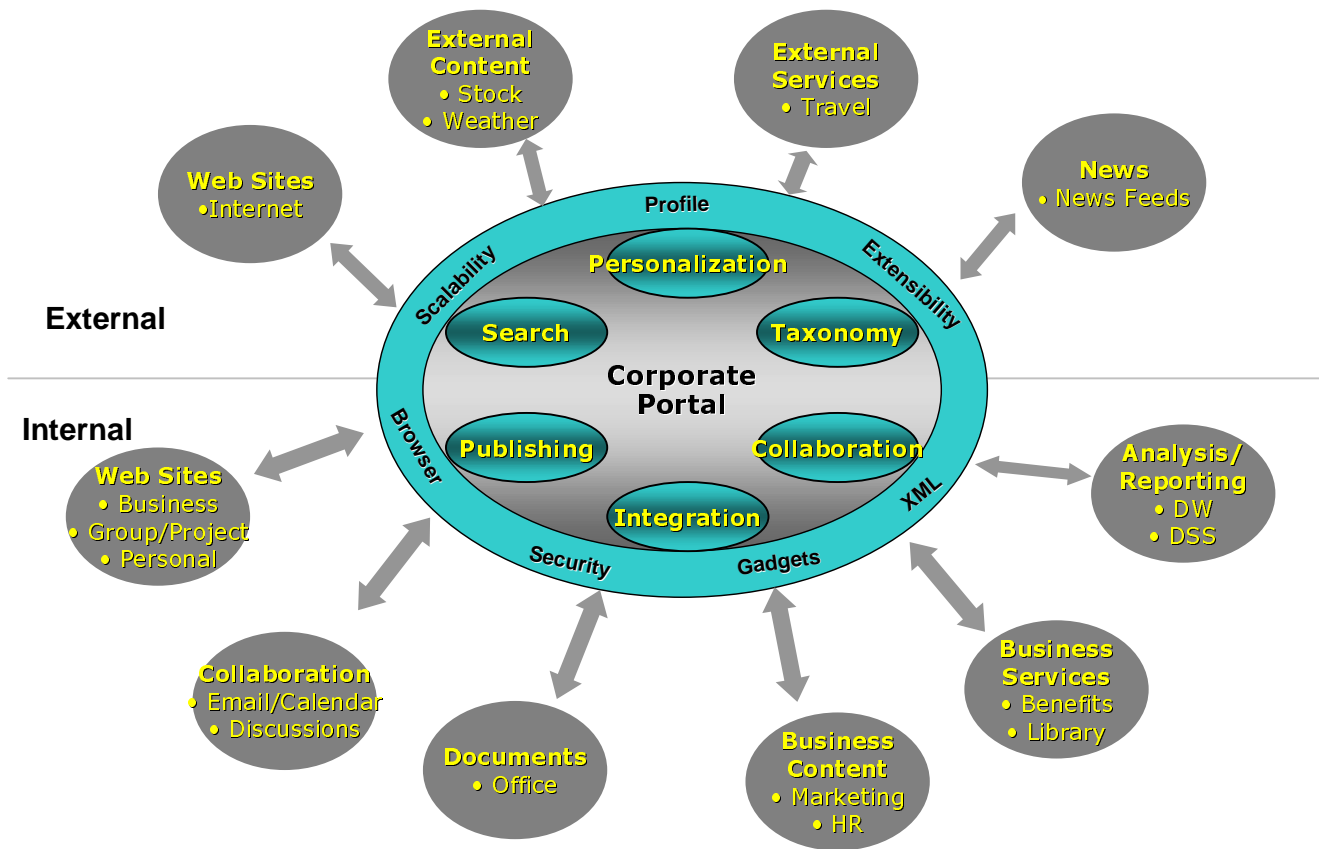 External
Content
• Stock
• Weather
External
Services
• Travel
Web Sites
•Internet
News
• News Feeds
Profile
Scalability
Extensibility
Personalization
Search
Taxonomy
External
Corporate
Portal
Internal
Browser
Publishing
Collaboration
XML
Integration
Security
Gadgets
Web Sites
• Business
• Group/Project
• Personal
Analysis/
Reporting
• DW
• DSS
Collaboration
• Email/Calendar
• Discussions
Business
Services
• Benefits
• Library
Documents
• Office
Business
Content
• Marketing
• HR